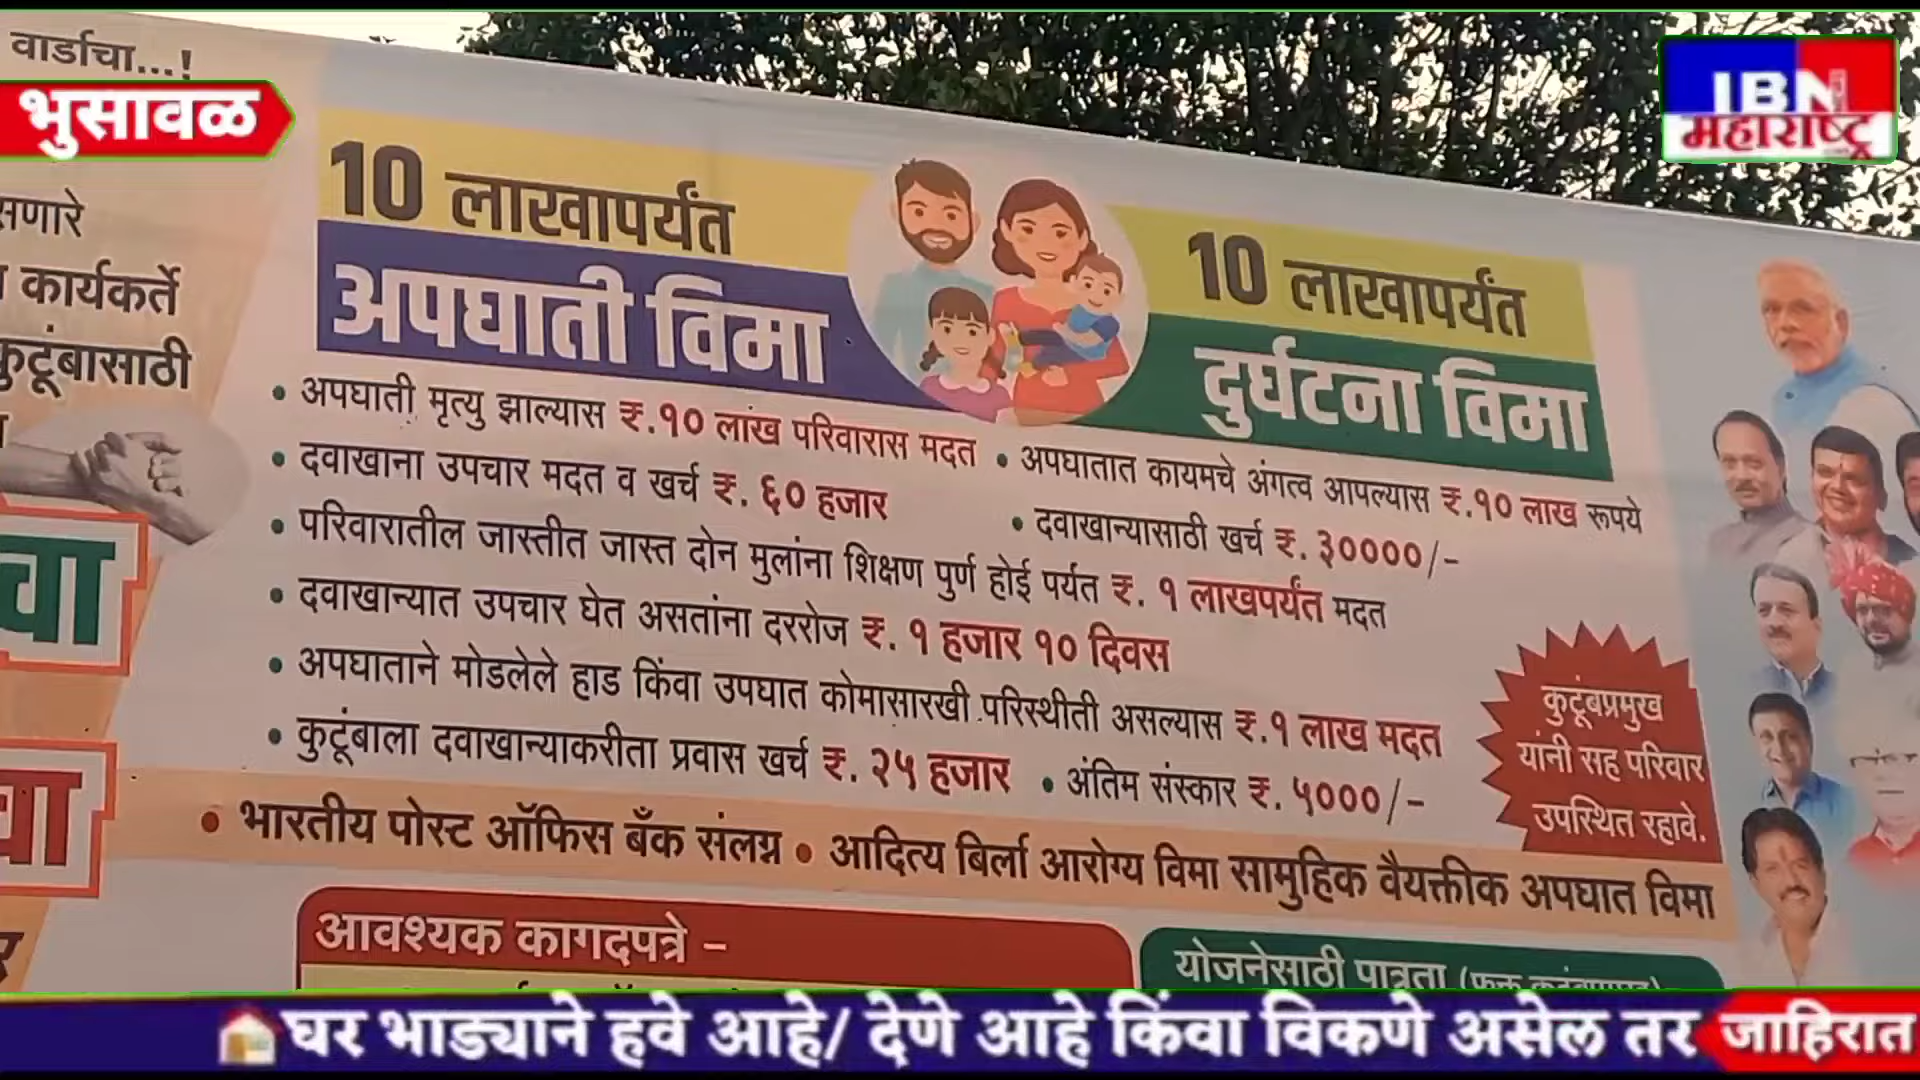 वार्डाचा...!
भुसावळ
IBN
महाराष्ट्र
कार्यकर्ते
कुटूंबासाठी
10 लाखापर्यंत
अपघाती विमा
10 लाखापर्यंत
दुर्घटना विमा
• अपघाती मृत्यु झाल्यास ₹.१० लाख परिवारास मदत
• दवाखाना उपचार मदत व खर्च ₹. ६० हजार
• अपघातात कायमचे अंगत्व आपल्यास ₹.१० लाख रूपये
• दवाखान्यासाठी खर्च ₹. ३००००/-
• परिवारातील जास्तीत जास्त दोन मुलांना शिक्षण पुर्ण होई पर्यत ₹. १ लाखपर्यंत मदत
• दवाखान्यात उपचार घेत असतांना दररोज ₹. १ हजार १० दिवस
• अपघाताने मोडलेले हाड किंवा उपघात कोमासारखी परिस्थीती असल्यास ₹.१ लाख मदत
• कुटूंबाला दवाखान्याकरीता प्रवास खर्च ₹. २५ हजार • अंतिम संस्कार ₹. ५०००/-
कुटूंबप्रमुख
यांनी सह परिवार
उपस्थित रहावे.
• भारतीय पोस्ट ऑफिस बँक संलग्न • आदित्य बिर्ला आरोग्य विमा सामुहिक वैयक्तीक अपघात विमा
आवश्यक कागदपत्रे –
योजनेसाठी पात्रता
घर भाड्याने हवे आहे/ देणे आहे किंवा विकणे असेल तर
जाहिरात